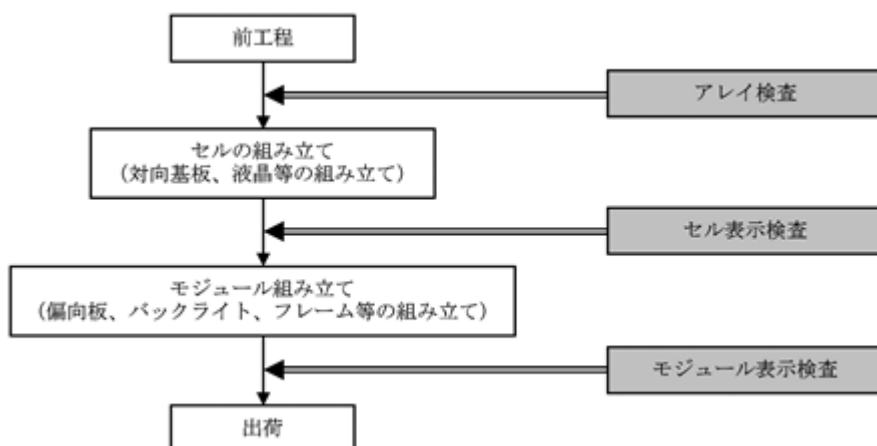 前工程
アレイ検査
セルの組み立て
（対向基板、液晶等の組み立て）
セル表示検査
モジュール組み立て
（偏向板、バックライト、フレーム等の組み立て）
モジュール表示検査
出荷